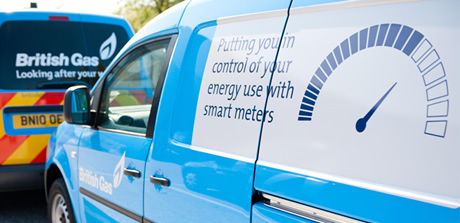 British Gas
Looking after your
BN10 O
British Gas
Putting you in
control of your
energy use with
smart meters